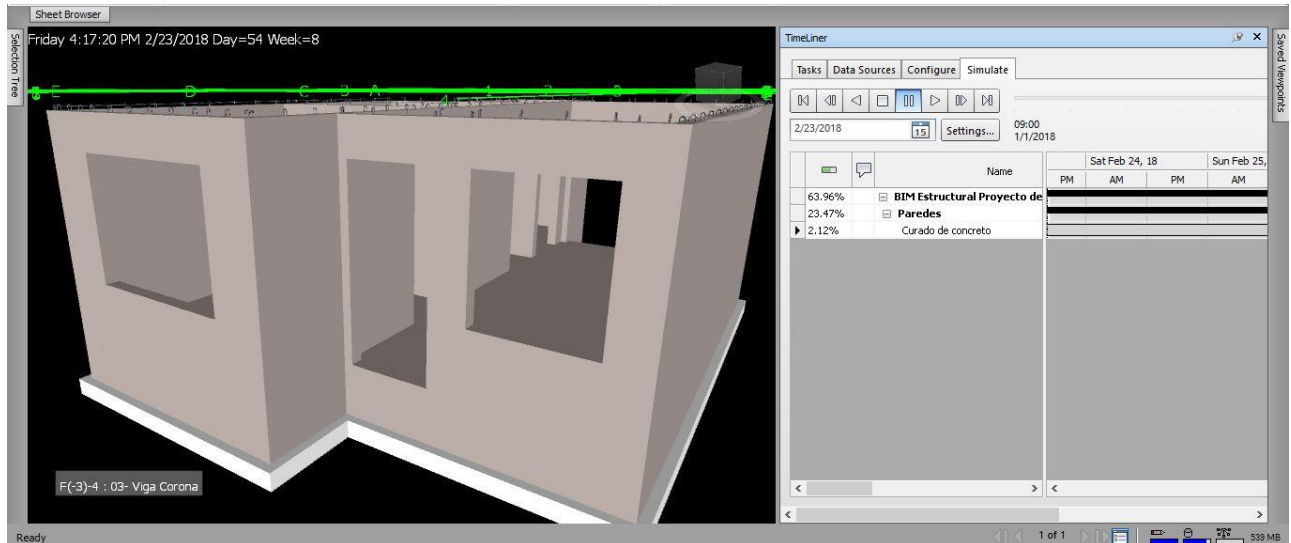 Sheet Browser
Selection Tree
Friday 4:17:20 PM 2/23/2018 Day=54 Week=8
E D C B A 4 1 2 3
F(-3)-4 : 03- Viga Corona
TimeLiner
Saved Viewpoints
Tasks Data Sources Configure Simulate
2/23/2018 15 Settings... 09:00
1/1/2018
Name Sat Feb 24, 18 Sun Feb 25,
PM AM PM AM
63.96% BIM Estructural Proyecto de
23.47% Paredes
2.12% Curado de concreto
Ready 1 of 1 539 MB